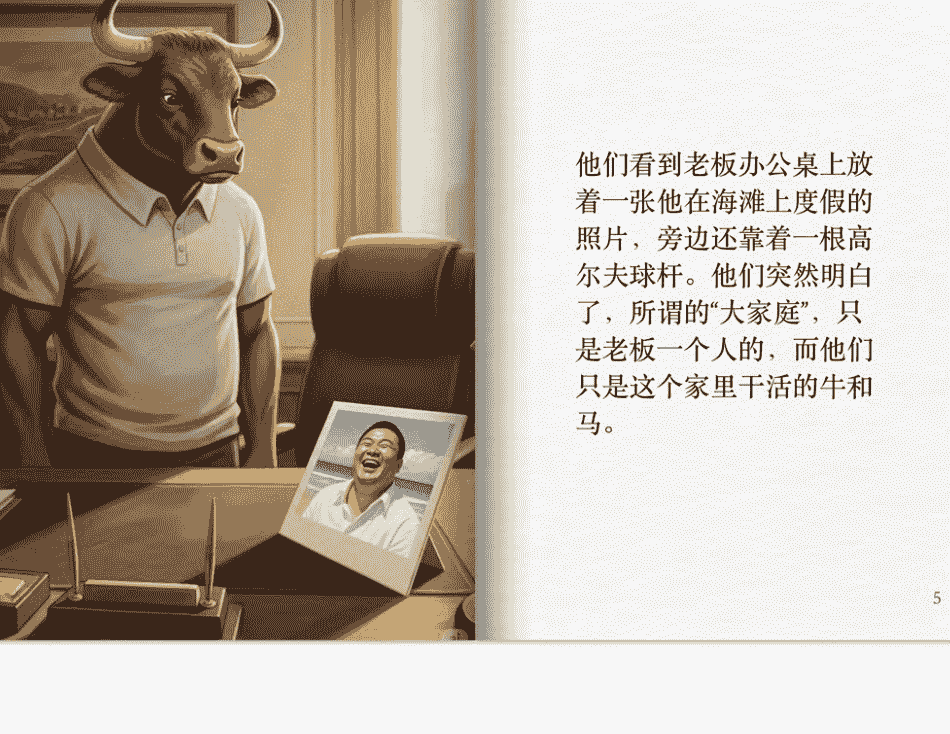 他们看到老板办公桌上放
着一张他在海滩上度假的
照片，旁边还靠着一根高
尔夫球杆。他们突然明白
了，所谓的“大家庭”，只
是老板一个人的，而他们
只是这个家里干活的牛和
马。
5